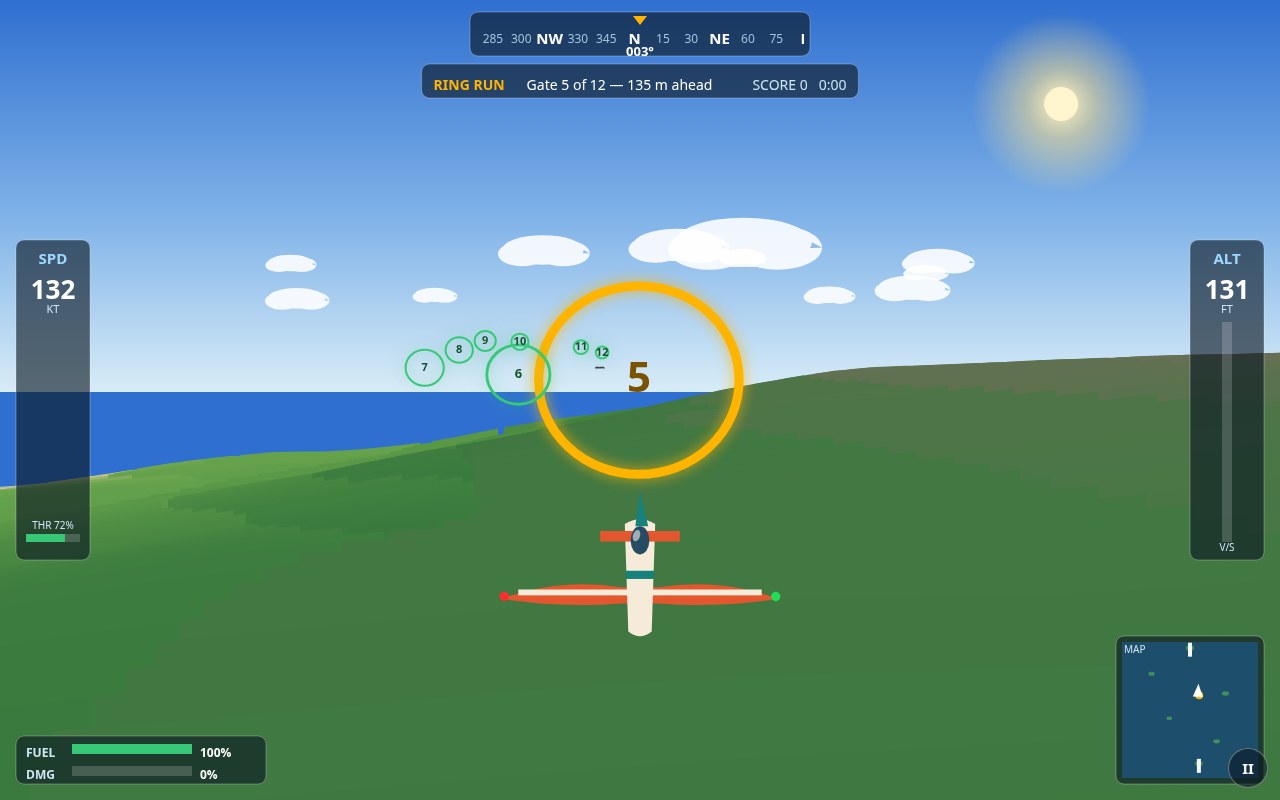 285 300 NW 330 345 N 15 30 NE 60 75
003°
RING RUN Gate 5 of 12 — 135 m ahead SCORE 0 0:00
SPD
132
KT
THR 72%
ALT
131
FT
V/S
7
8
9
10
6
11
12
5
MAP
FUEL 100%
DMG 0%
II